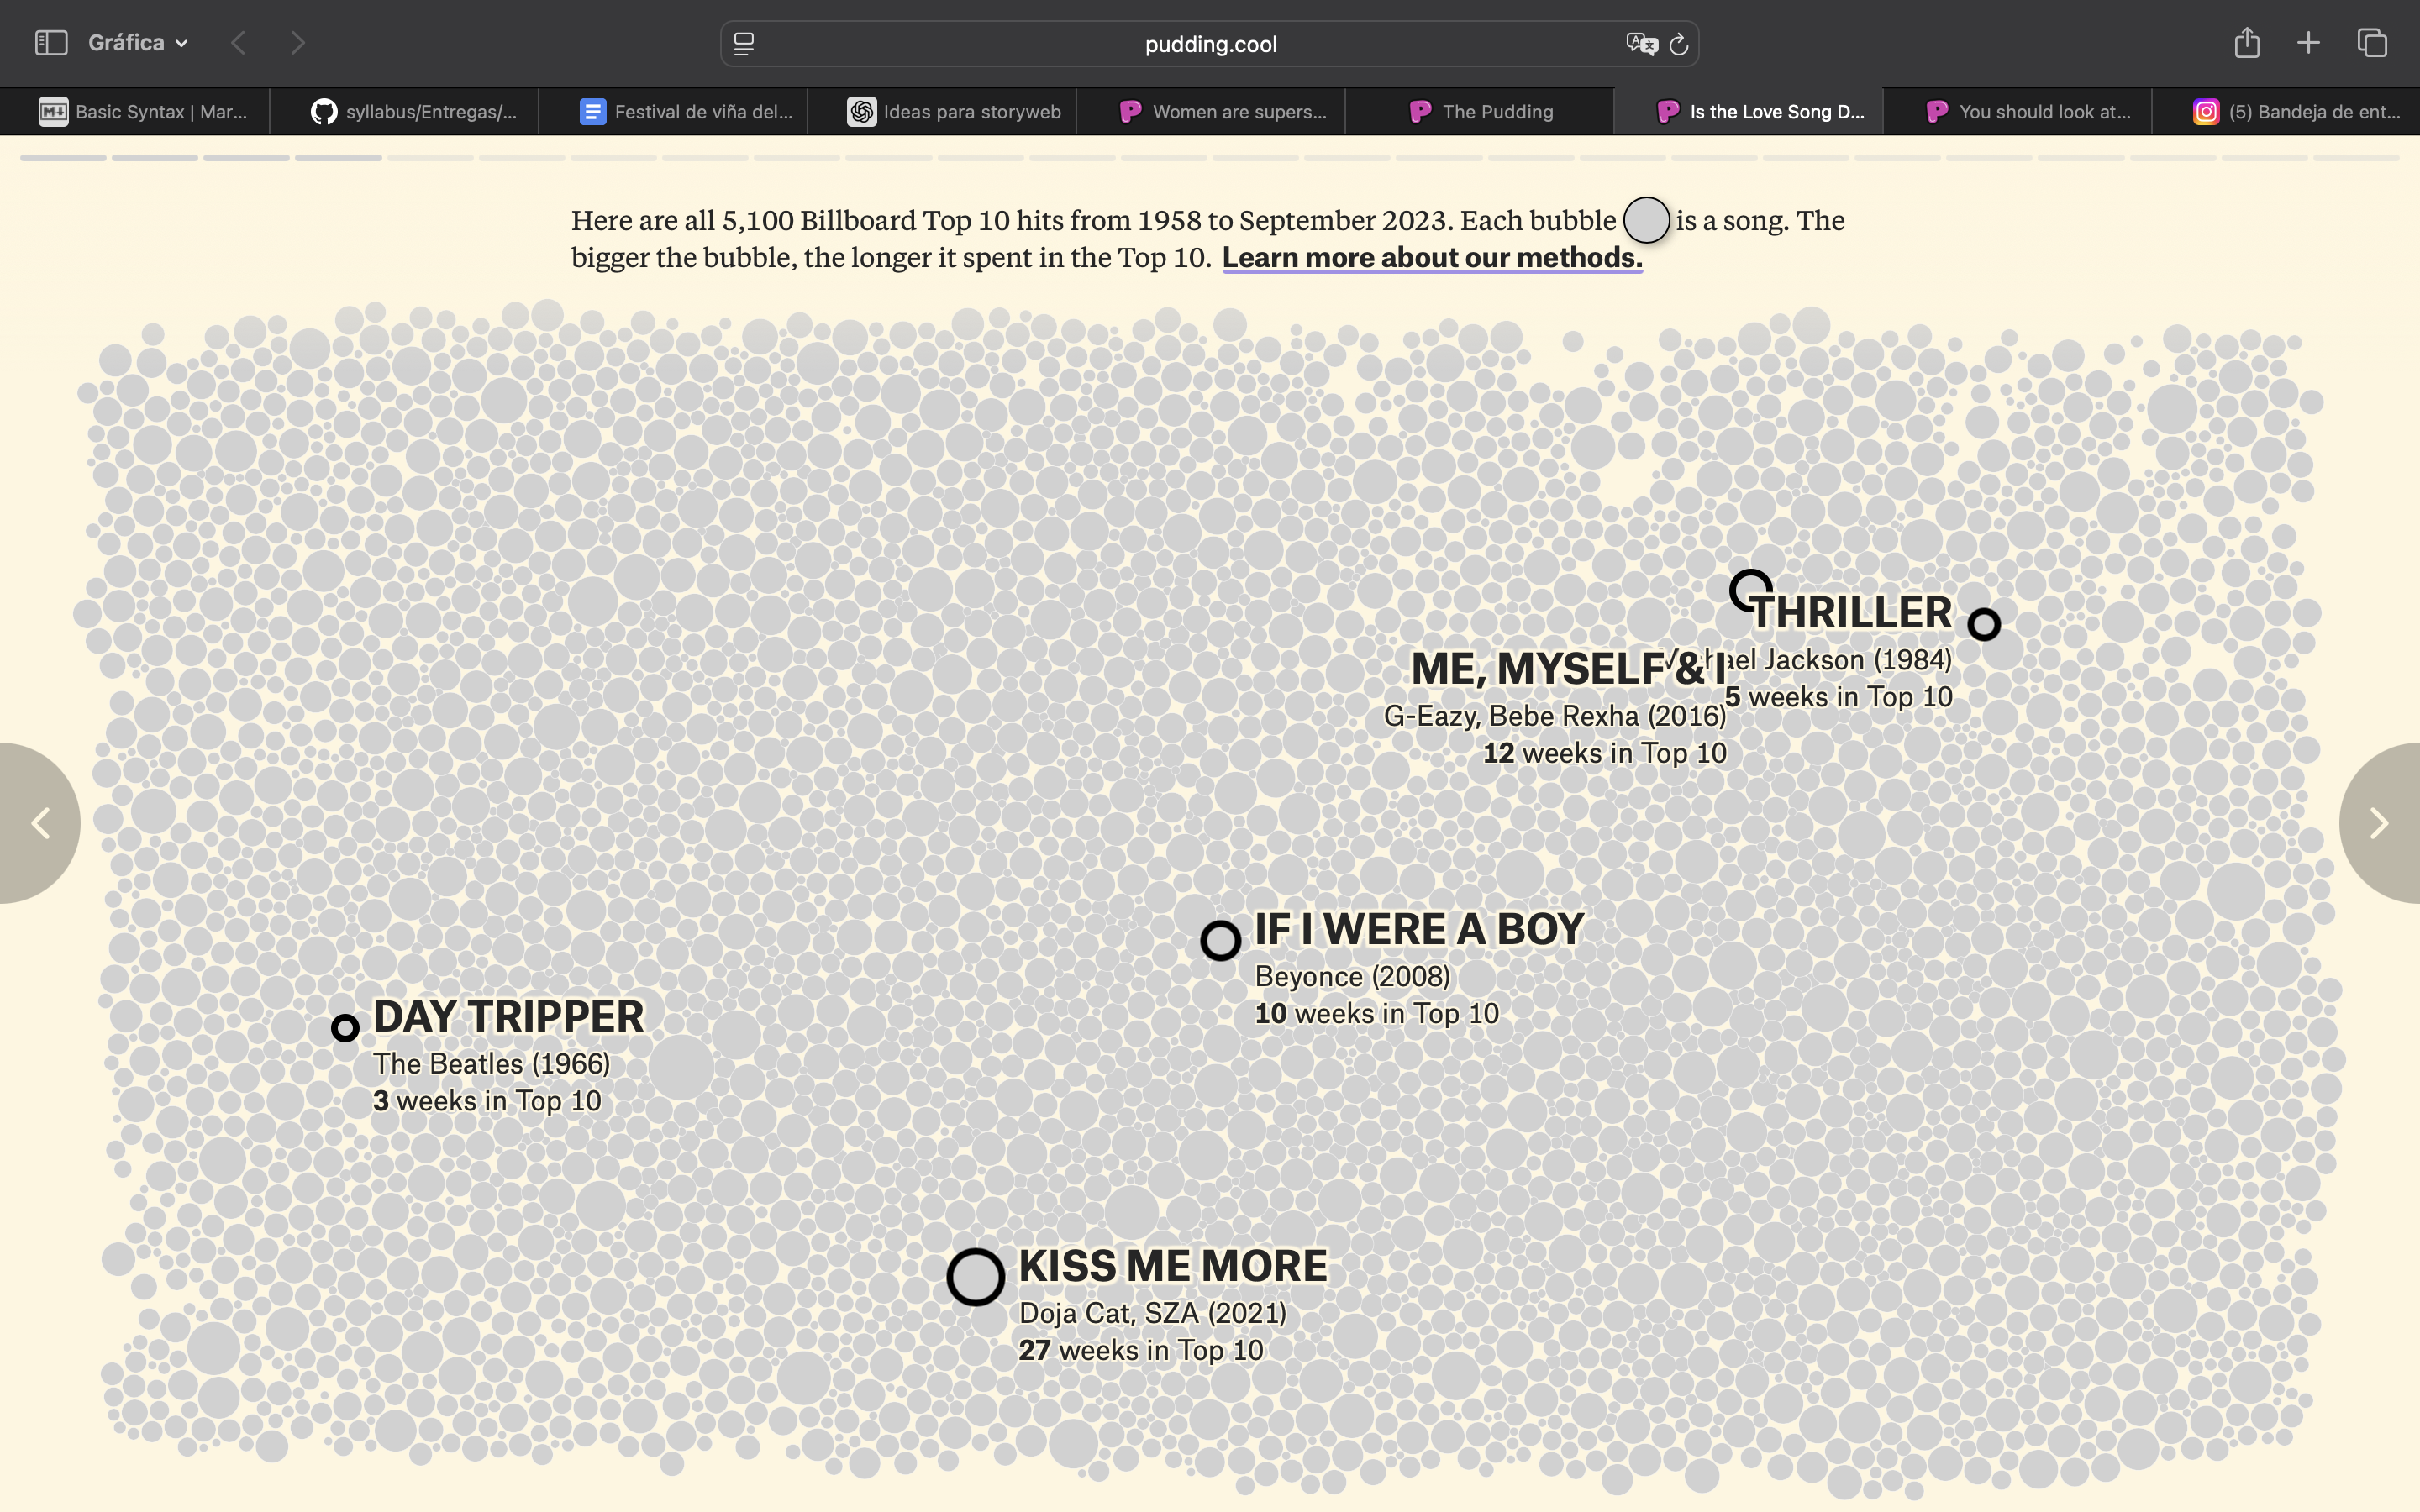 Gráfica
pudding.cool
Basic Syntax | Mar...
syllabus/Entregas/...
Festival de viña del...
Ideas para storyweb
Women are supers...
The Pudding
Is the Love Song D...
You should look at...
(5) Bandeja de ent...
Here are all 5,100 Billboard Top 10 hits from 1958 to September 2023. Each bubble is a song. The
bigger the bubble, the longer it spent in the Top 10. Learn more about our methods.
THRILLER
Jackson (1984)
5 weeks in Top 10
ME, MYSELF & I
G-Eazy, Bebe Rexha (2016)
12 weeks in Top 10
IF I WERE A BOY
Beyonce (2008)
10 weeks in Top 10
DAY TRIPPER
The Beatles (1966)
3 weeks in Top 10
KISS ME MORE
Doja Cat, SZA (2021)
27 weeks in Top 10